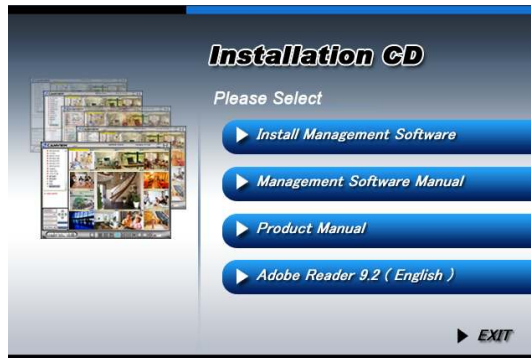 Installation CD
Please Select
Install Management Software
Management Software Manual
Product Manual
Adobe Reader 9.2 ( English )
EXIT